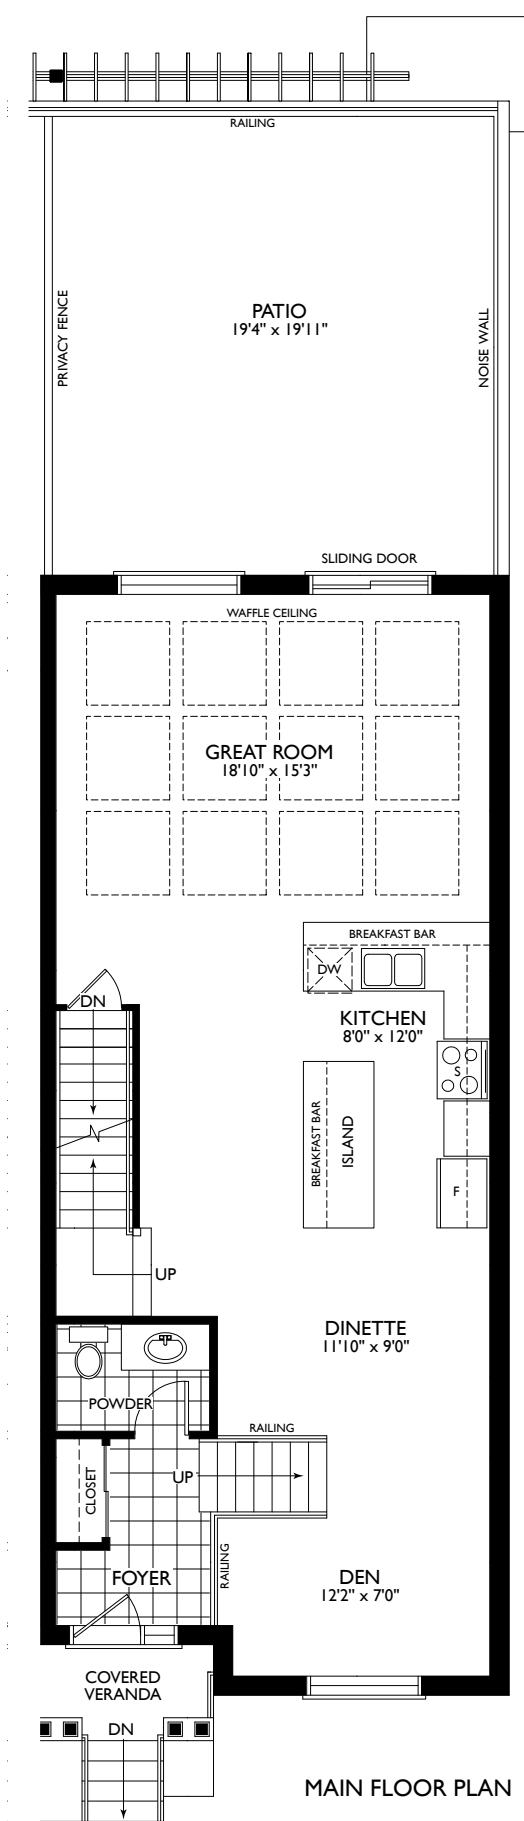 RAILING
PRIVACY FENCE
PATIO
19'4" x 19'11"
NOISE WALL
SLIDING DOOR
WAFFLE CEILING
GREAT ROOM
18'10" x 15'3"
BREAKFAST BAR
DW
DN
KITCHEN
8'0" x 12'0"
S
BREAKFAST BAR
ISLAND
N
F
UP
DINETTE
11'10" x 9'0"
POWDER
RAILING
CLOSET
UP
RAILING
FOYER
DEN
12'2" x 7'0"
COVERED
VERANDA
DN
MAIN FLOOR PLAN